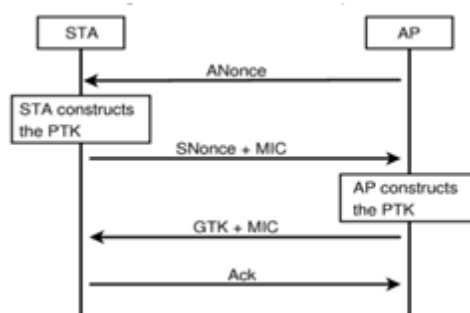 STA
AP
ANonce
STA constructs
the PTK
SNonce + MIC
AP constructs
the PTK
GTK + MIC
Ack